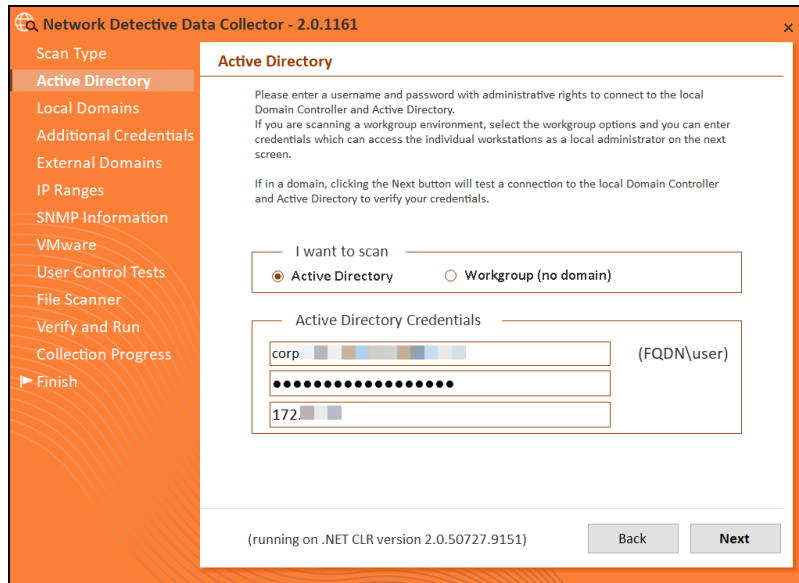 Network Detective Data Collector - 2.0.1161
Scan Type
Active Directory
Local Domains
Additional Credentials
External Domains
IP Ranges
SNMP Information
VMware
User Control Tests
File Scanner
Verify and Run
Collection Progress
Finish
Active Directory
Please enter a username and password with administrative rights to connect to the local
Domain Controller and Active Directory.
If you are scanning a workgroup environment, select the workgroup options and you can enter
credentials which can access the individual workstations as a local administrator on the next
screen.
If in a domain, clicking the Next button will test a connection to the local Domain Controller
and Active Directory to verify your credentials.
I want to scan
Active Directory
Workgroup (no domain)
Active Directory Credentials
corp
(FQDN\user)
172.
(running on .NET CLR version 2.0.50727.9151)
Back
Next